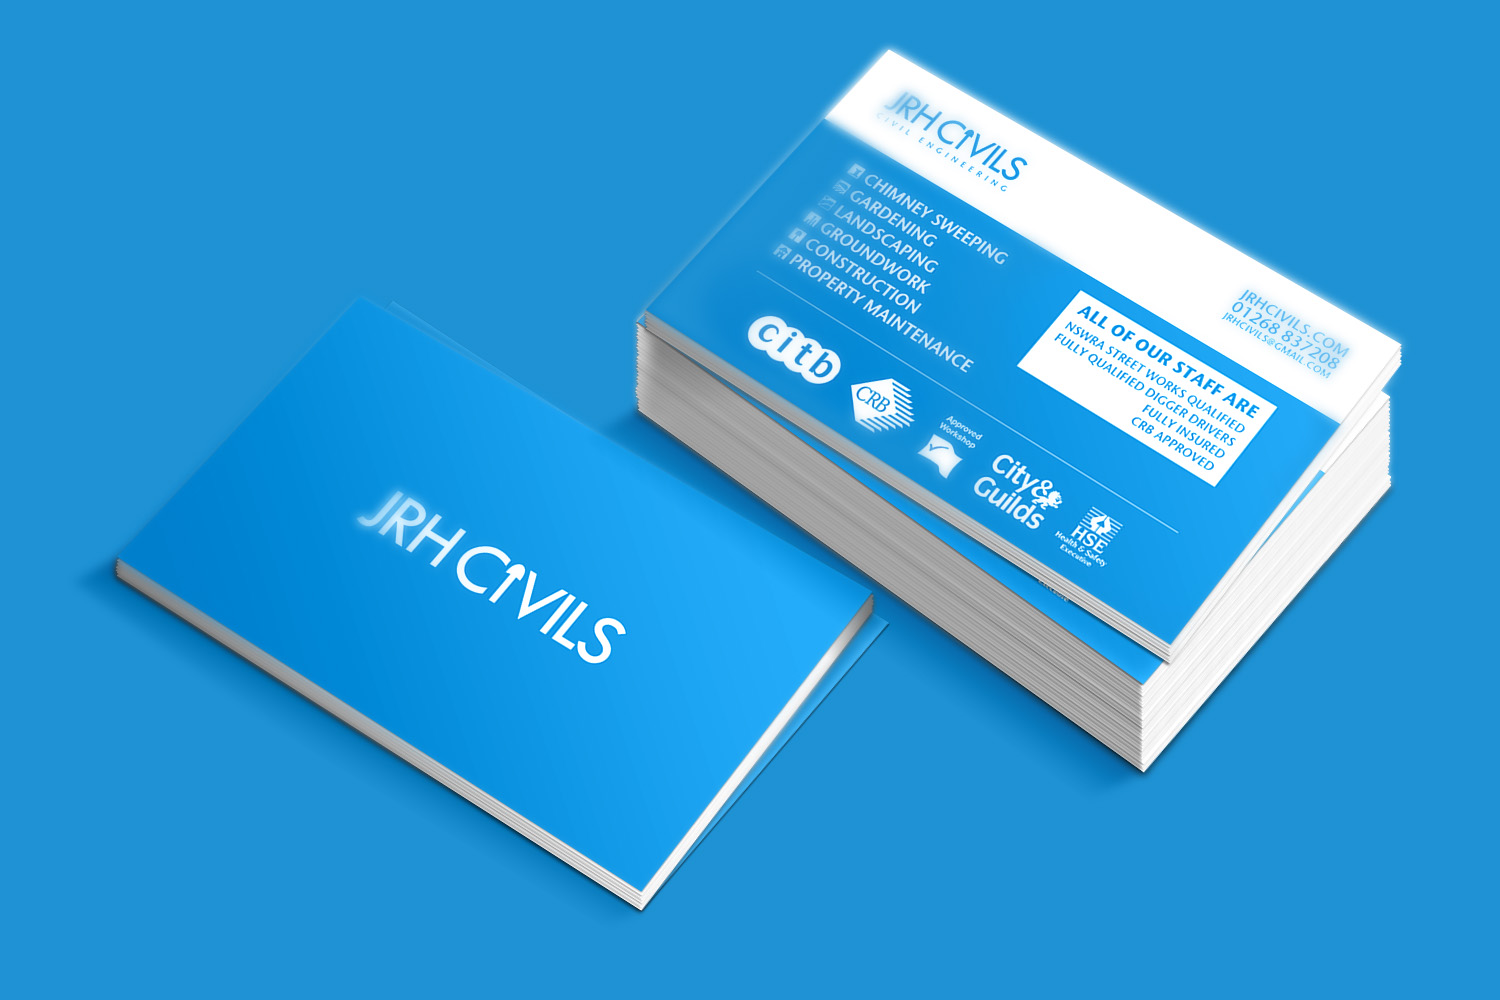 JRH CIVILS
CIVIL ENGINEERING
CHIMNEY SWEEPING
GARDENING
LANDSCAPING
GROUNDWORK
CONSTRUCTION
PROPERTY MAINTENANCE
JRHCIVILS.COM
01268 837208
JRHCIVILS@GMAIL.COM
ALL OF OUR STAFF ARE
NSWRA STREET WORKS QUALIFIED
FULLY QUALIFIED DIGGER DRIVERS
FULLY INSURED
CRB APPROVED
citb
CRB
Approved
Workshop
City&
Guilds
HSE
Health & Safety
Executive
JRH CIVILS